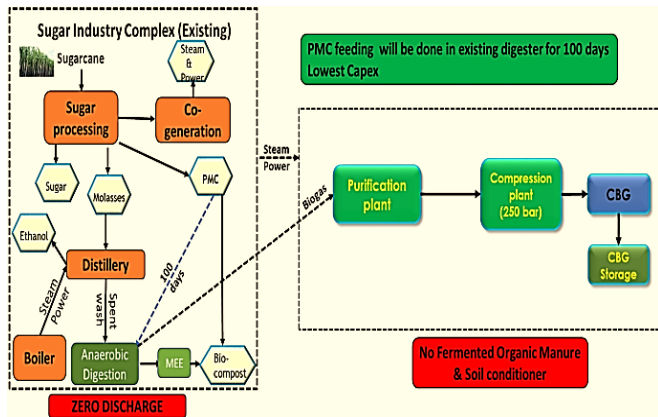 Sugar Industry Complex (Existing)
Sugarcane
Steam
&
Power
Sugar
processing
Co-
generation
Sugar
Molasses
PMC
Ethanol
Distillery
Steam
Power
Spent
wash
100
days
Boiler
Anaerobic
Digestion
MEE
Bio-
compost
ZERO DISCHARGE
PMC feeding will be done in existing digester for 100 days
Lowest Capex
Steam
Power
Biogas
Purification
plant
Compression
plant
(250 bar)
CBG
CBG
Storage
No Fermented Organic Manure
& Soil conditioner